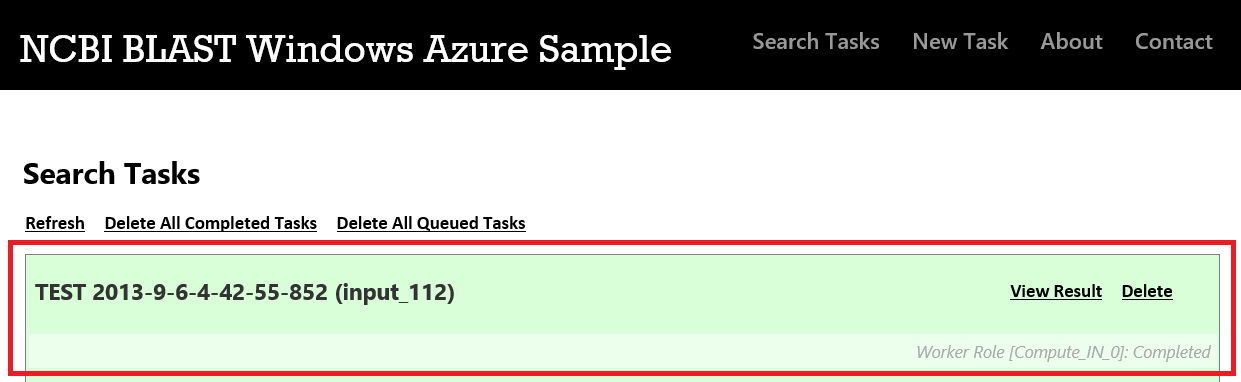 NCBI BLAST Windows Azure Sample Search Tasks New Task About Contact
Search Tasks
Refresh Delete All Completed Tasks Delete All Queued Tasks
TEST 2013-9-6-4-42-55-852 (input_112) View Result Delete
Worker Role [Compute_IN_0]: Completed